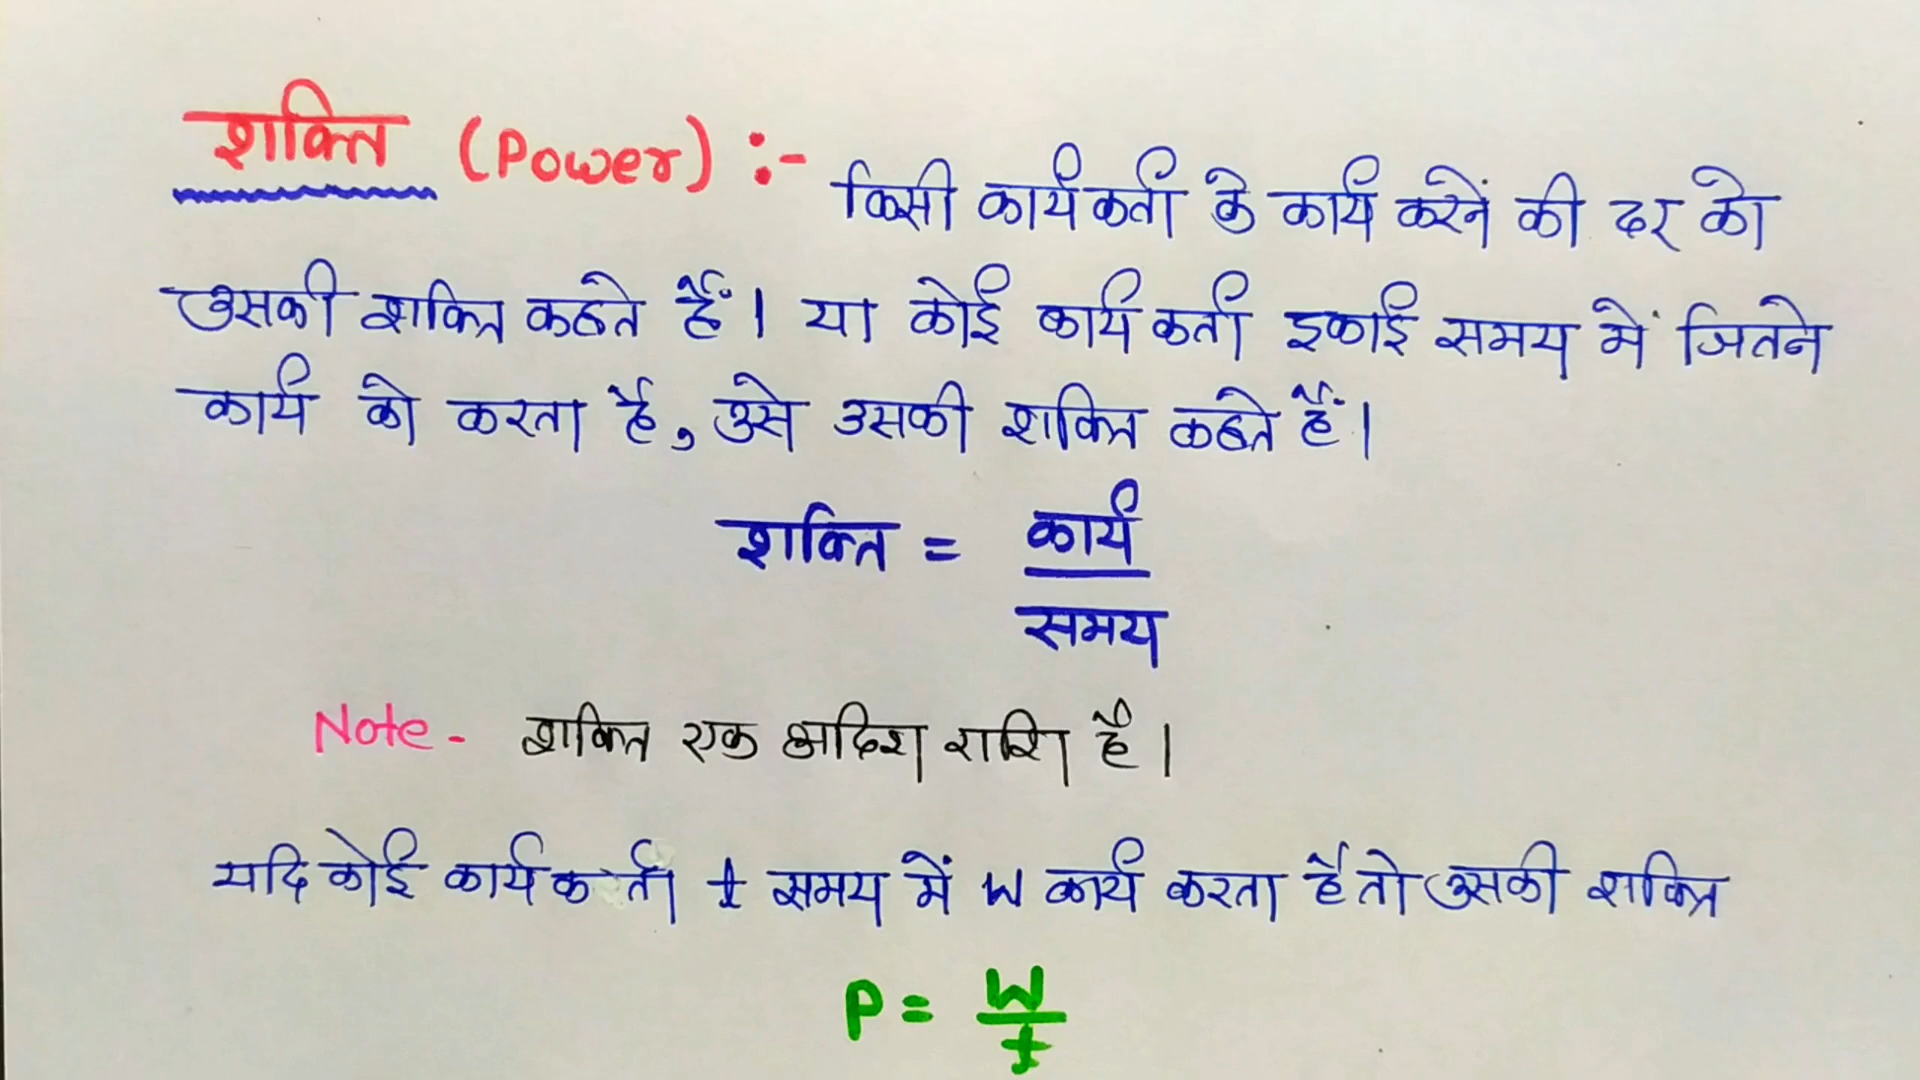 शक्ति (Power) :- किसी कार्यकर्ता के कार्य करनें की दर को
उसकी शक्ति कहते हैं। या कोई कार्यकर्ता इकाई समय में जितने
कार्य को करता है, उसे उसकी शक्ति कहते हैं।
शक्ति = कार्य
समय
Note - शक्ति एक अदिश राशि है।
यदि कोई कार्यकर्ता t समय में W कार्य करता है तो उसकी शक्ति
P = W
t